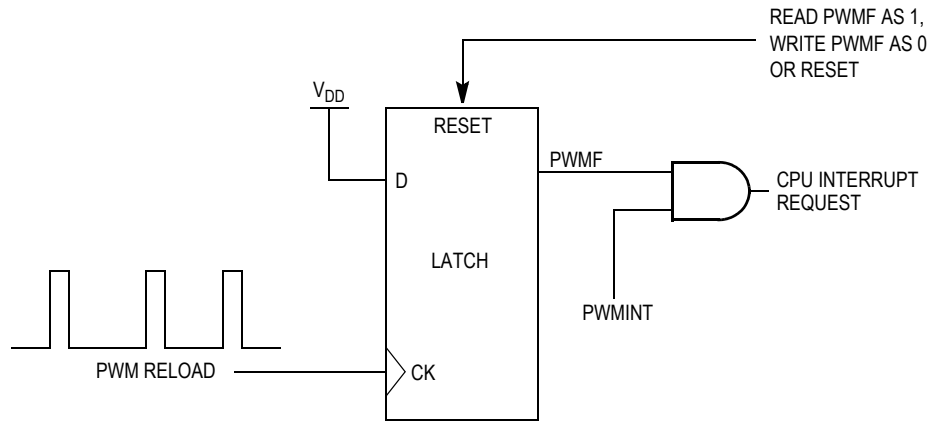 READ PWMF AS 1,
WRITE PWMF AS 0
OR RESET
VDD
RESET
PWMF
D
CPU INTERRUPT
REQUEST
LATCH
PWMINT
PWM RELOAD
CK